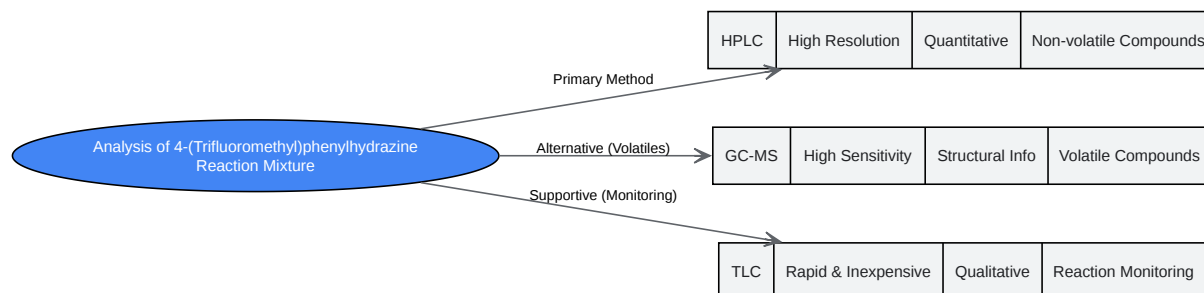 HPLC High Resolution Quantitative Non-volatile Compounds
Primary Method
Analysis of 4-(Trifluoromethyl)phenylhydrazine
Reaction Mixture
Alternative (Volatiles)
GC-MS High Sensitivity Structural Info Volatile Compounds
Supportive (Monitoring)
TLC Rapid & Inexpensive Qualitative Reaction Monitoring